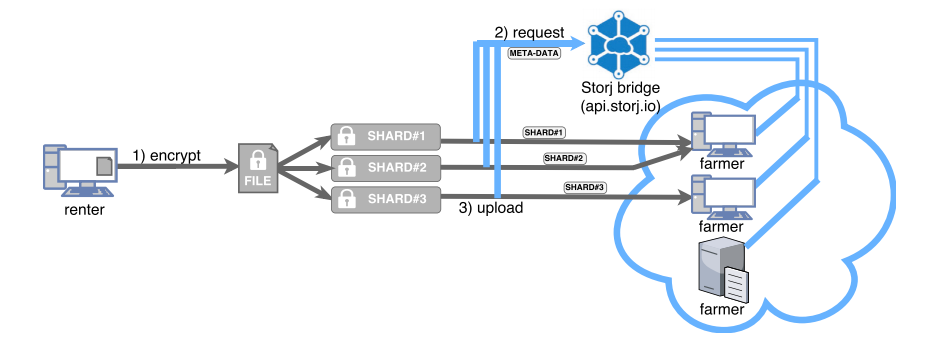 2) request
META-DATA
Storj bridge
(api.storj.io)
1) encrypt
FILE
renter
SHARD#1
SHARD#2
SHARD#3
SHARD#1
SHARD#2
SHARD#3
3) upload
farmer
farmer
farmer